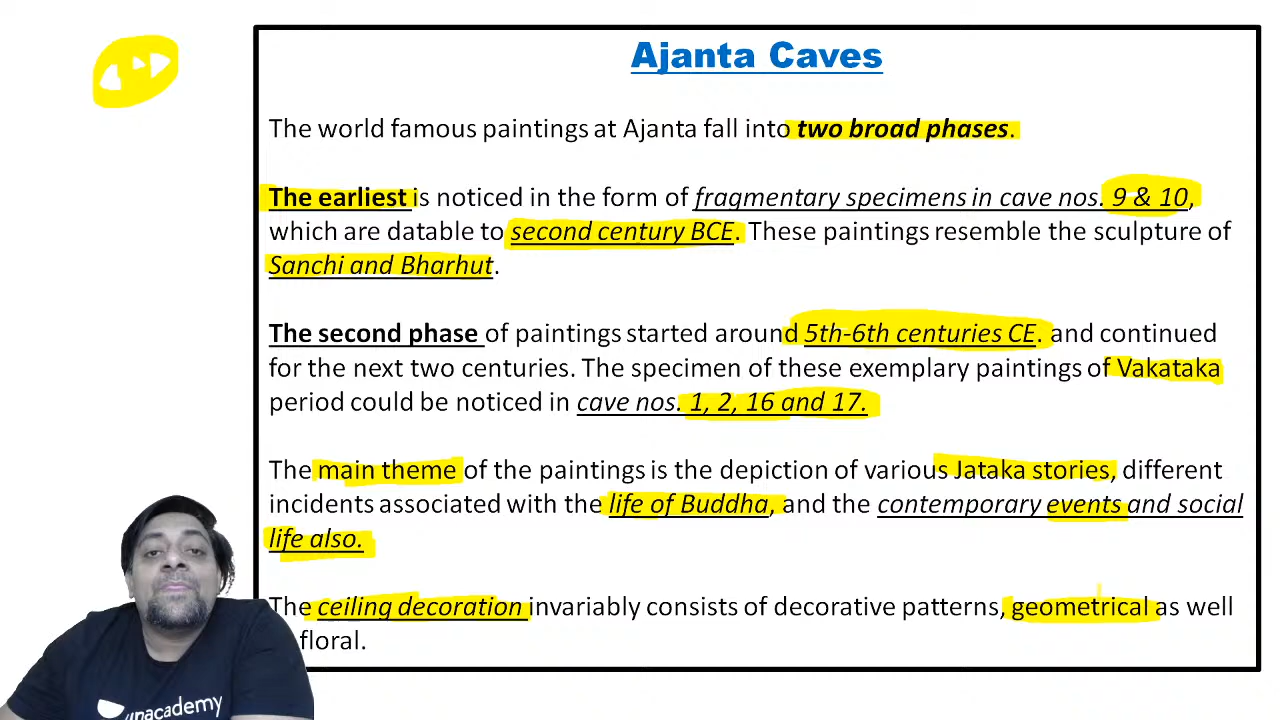 Ajanta Caves
The world famous paintings at Ajanta fall into two broad phases.
The earliest is noticed in the form of fragmentary specimens in cave nos. 9 & 10,
which are datable to second century BCE. These paintings resemble the sculpture of
Sanchi and Bharhut.
The second phase of paintings started around 5th-6th centuries CE. and continued
for the next two centuries. The specimen of these exemplary paintings of Vakataka
period could be noticed in cave nos. 1, 2, 16 and 17.
The main theme of the paintings is the depiction of various Jataka stories, different
incidents associated with the life of Buddha, and the contemporary events and social
life also.
The ceiling decoration invariably consists of decorative patterns, geometrical as well
floral.
unacademy